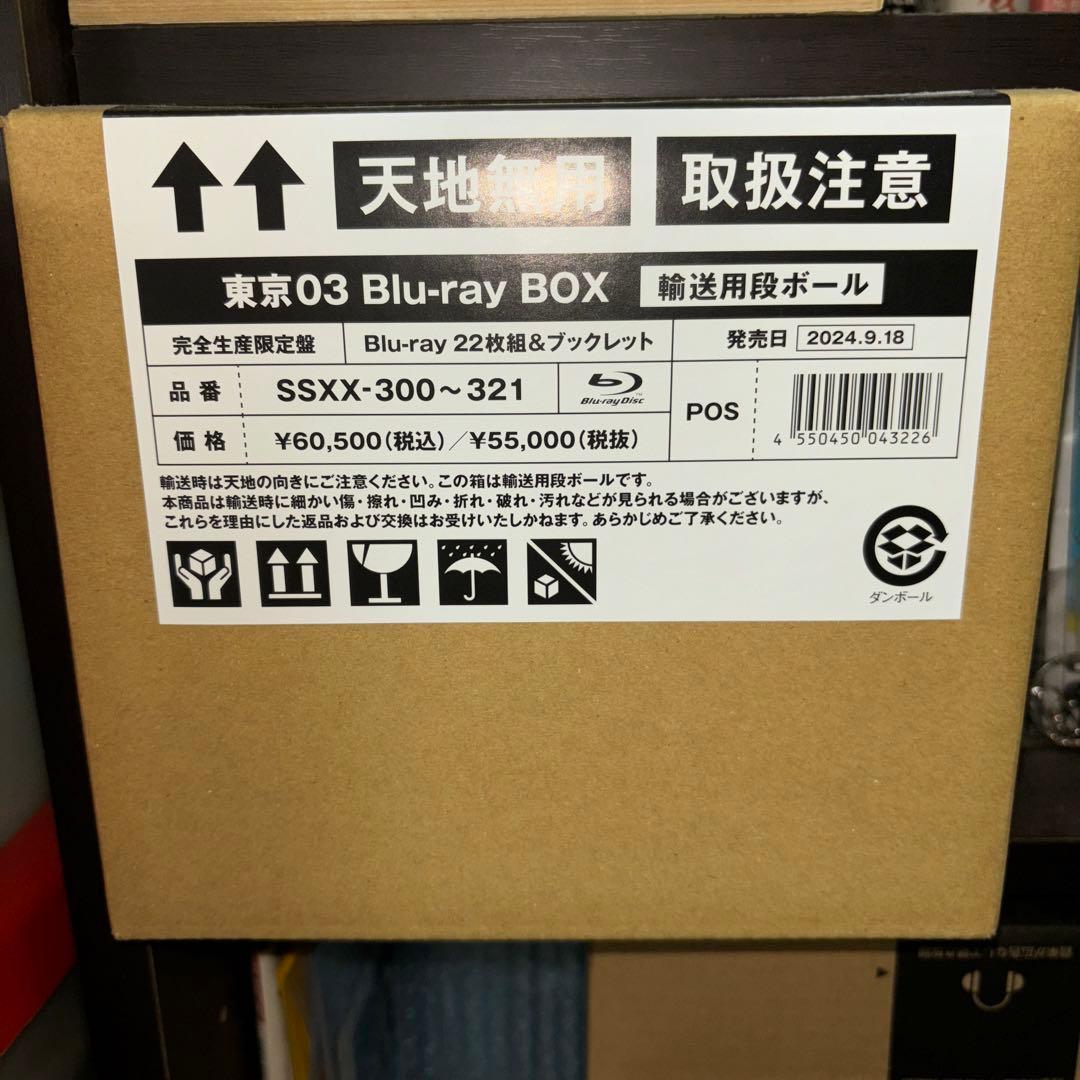 天地無用 取扱注意
東京03 Blu-ray BOX 輸送用段ボール
完全生産限定盤 Blu-ray 22枚組&ブックレット 発売日 2024.9.18
品番 SSXX-300〜321 Blu-ray Disc™ POS
価格 ¥60,500(税込)/¥55,000(税抜)
4 550450 043226
輸送時は天地の向きにご注意ください。この箱は輸送用段ボールです。
本商品は輸送時に細かい傷・擦れ・凹み・折れ・破れ・汚れなどが見られる場合がございますが、
これらを理由にした返品および交換はお受けいたしかねます。あらかじめご了承ください。
ダンボール